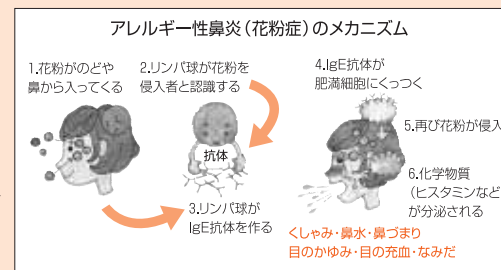 アレルギー性鼻炎(花粉症)のメカニズム
1.花粉がのどや
鼻から入ってくる
2.リンパ球が花粉を
侵入者と認識する
抗体
3.リンパ球が
IgE抗体を作る
4.IgE抗体が
肥満細胞にくっつく
5.再び花粉が侵入
6.化学物質
(ヒスタミンなど
が分泌される
くしゃみ・鼻水・鼻づまり
目のかゆみ・目の充血・なみだ